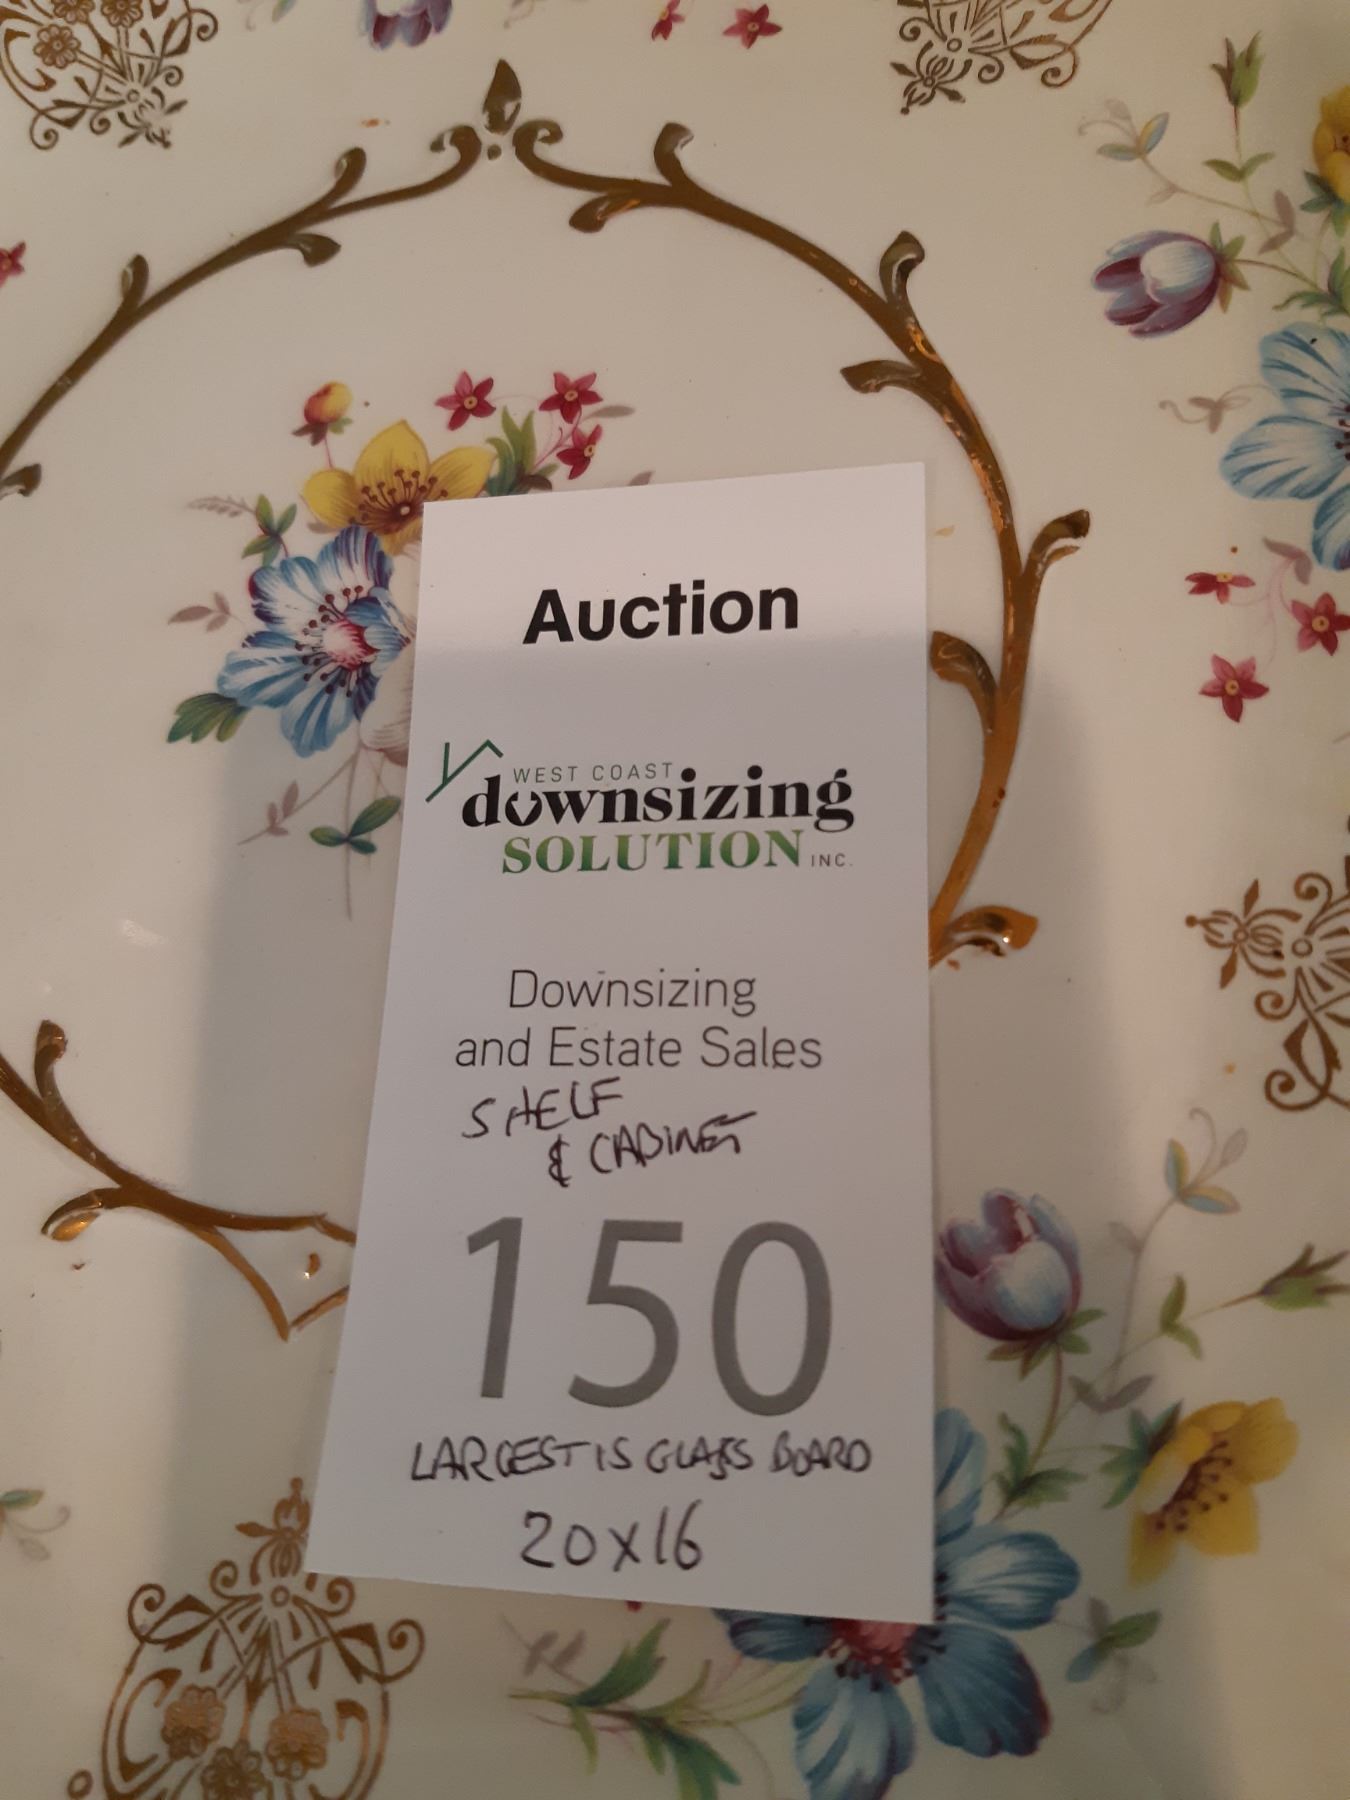 Auction
WEST COAST
downsizing
SOLUTION INC.
Downsizing
and Estate Sales
SHELF
& CABINET
150
LARGEST IS GLASS BOARD
20x16